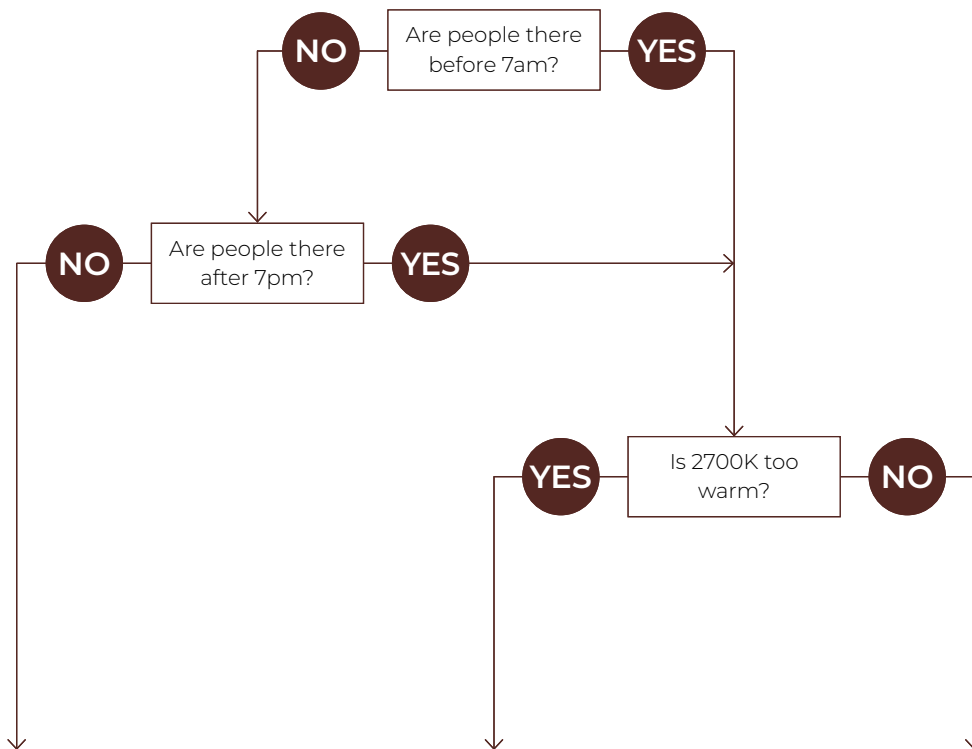 NO
Are people there
before 7am?
YES
NO
Are people there
after 7pm?
YES
YES
Is 2700K too
warm?
NO